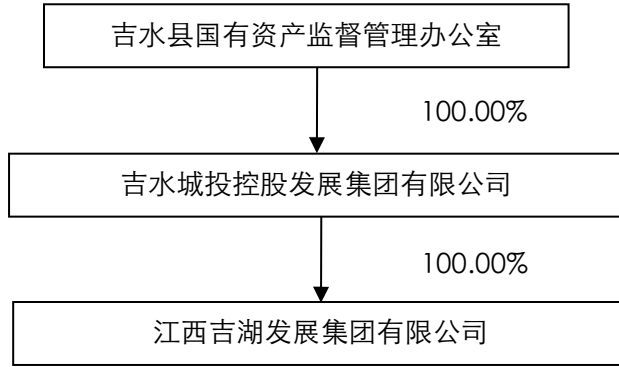 吉水县国有资产监督管理办公室
100.00%
吉水城投控股发展集团有限公司
100.00%
江西吉湖发展集团有限公司